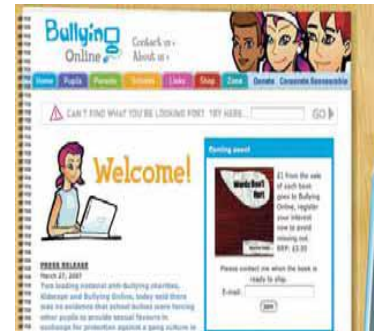 Bullying
Online
Contact us ›
About us ›
Home Pupils Parents Schools Links Shop Zone Donate Corporate Sponsorship
CAN'T FIND WHAT YOU BE LOOKING FOR? TRY HERE... GO
Welcome!
PRESS RELEASE
March 27, 2007
Two leading national anti bullying charities,
Kidscape and Bullying Online, today said there
was no evidence that school bullies were forcing
other pupils to provide sexual favours in
exchange for protection against a gang culture in
Coming soon!
Words Don't
Hurt
£1 from the sale
of each book
goes to Bullying
Online, register
your interest
now to avoid
missing out.
RRP:
Please contact me when the book is
ready to ship.
E-mail: